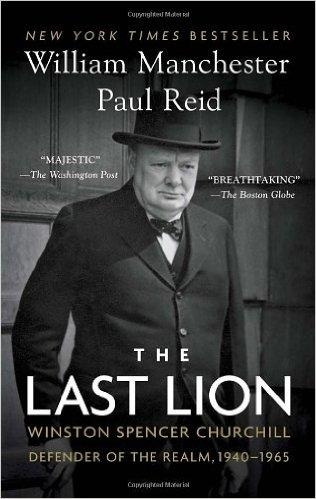 NEW YORK TIMES BESTSELLER
William Manchester
Paul Reid
“MAJESTIC”
—The Washington Post
“BREATHTAKING”
—The Boston Globe
THE
LAST LION
WINSTON SPENCER CHURCHILL
DEFENDER OF THE REALM, 1940–1965